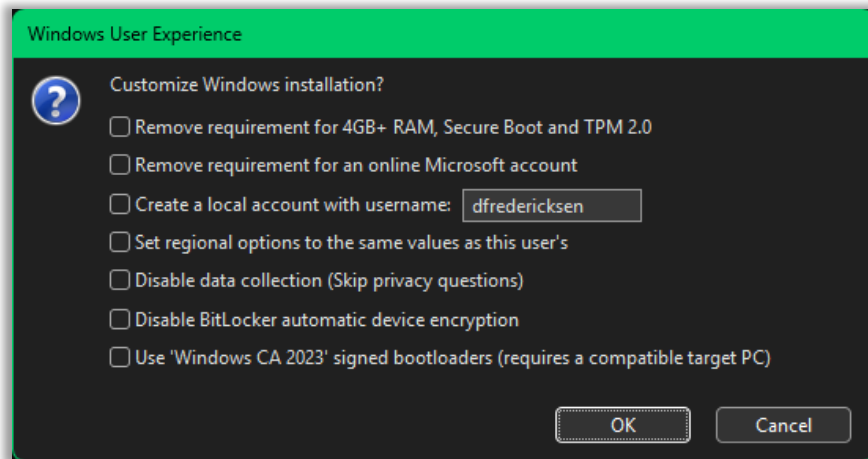 Windows User Experience
Customize Windows installation?
Remove requirement for 4GB+ RAM, Secure Boot and TPM 2.0
Remove requirement for an online Microsoft account
Create a local account with username: dfredericksen
Set regional options to the same values as this user's
Disable data collection (Skip privacy questions)
Disable BitLocker automatic device encryption
Use 'Windows CA 2023' signed bootloaders (requires a compatible target PC)
OK Cancel